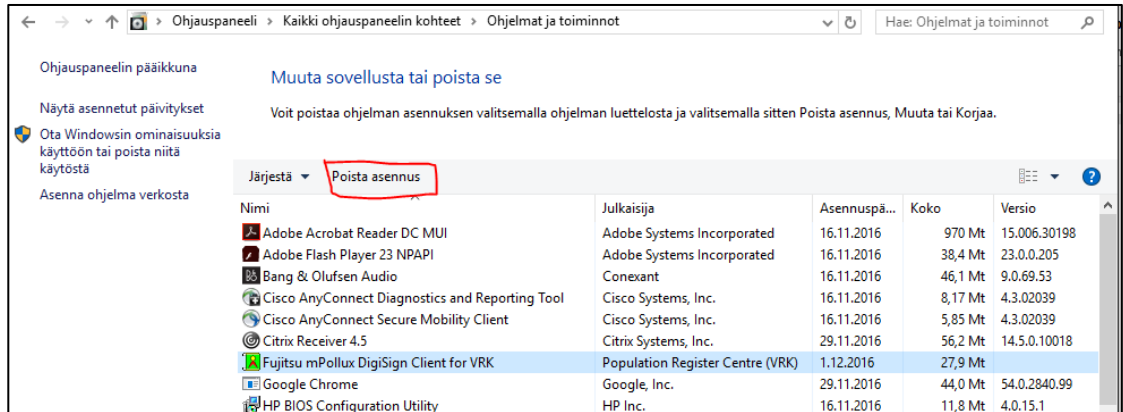 Ohjauspaneeli > Kaikki ohjauspaneelin kohteet > Ohjelmat ja toiminnot
Hae: Ohjelmat ja toiminnot
Ohjauspaneelin pääikkuna
Näytä asennetut päivitykset
Ota Windowsin ominaisuuksia
käyttöön tai poista niitä
käytöstä
Asenna ohjelma verkosta
Muuta sovellusta tai poista se
Voit poistaa ohjelman asennuksen valitsemalla ohjelman luettelosta ja valitsemalla sitten Poista asennus, Muuta tai Korjaa.
Järjestä Poista asennus
Nimi Julkaisija Asennuspä... Koko Versio
Adobe Acrobat Reader DC MUI Adobe Systems Incorporated 16.11.2016 970 Mt 15.006.30198
Adobe Flash Player 23 NPAPI Adobe Systems Incorporated 16.11.2016 38,4 Mt 23.0.0.205
Bang & Olufsen Audio Conexant 16.11.2016 46,1 Mt 9.0.69.53
Cisco AnyConnect Diagnostics and Reporting Tool Cisco Systems, Inc. 16.11.2016 8,17 Mt 4.3.02039
Cisco AnyConnect Secure Mobility Client Cisco Systems, Inc. 16.11.2016 5,85 Mt 4.3.02039
Citrix Receiver 4.5 Citrix Systems, Inc. 29.11.2016 56,2 Mt 14.5.0.10018
Fujitsu mPollux DigiSign Client for VRK Population Register Centre (VRK) 1.12.2016 27,9 Mt
Google Chrome Google, Inc. 29.11.2016 44,0 Mt 54.0.2840.99
HP BIOS Configuration Utility HP Inc. 16.11.2016 11,8 Mt 4.0.15.1